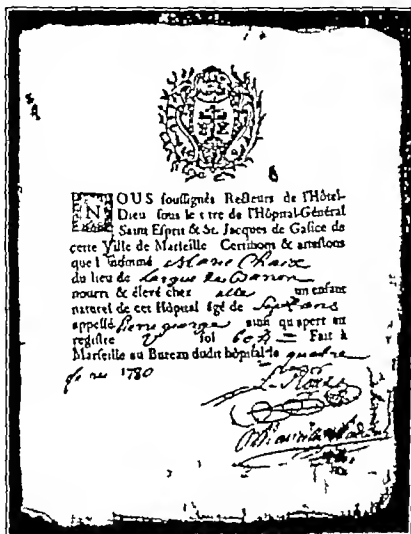 NOUS soussignés Recteurs de l'Hôtel-
Dieu sous le titre de l'Hôpital-Général
Saint Esprit & St. Jacques de Galice de
cette Ville de Marseille Certifions & attestons
que l nommé Marie Chaix
du lieu de Largue
nourri & élevé chez elle un enfant
naturel de cet Hôpital âgé de Sept ans
appellé Pierre george ainsi qu'apert au
registre V fol 601 Fait à
Marseille au Bureau dudit hôpital le quatre
1780